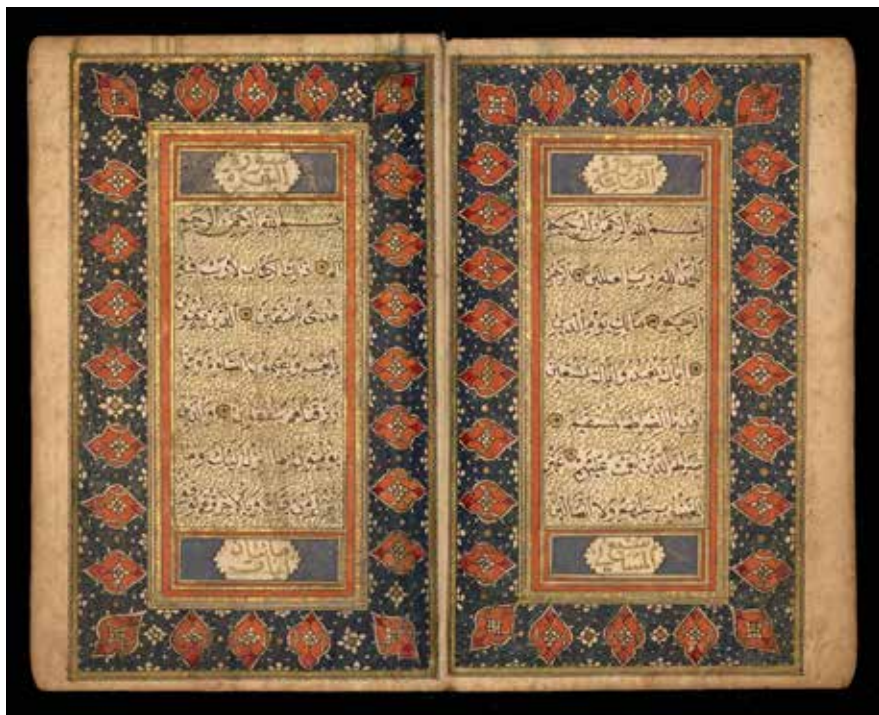 سورة
الفاتحة
بسم الله الرحمن الرحيم
الحمد لله رب العالمين الرحمن
الرحيم مالك يوم الدين
اياك نعبد واياك نستعين
اهدنا الصراط المستقيم
صراط الذين انعمت عليهم غير
المغضوب عليهم ولا الضالين
سورة
البقرة
بسم الله الرحمن الرحيم
الم ذلك الكتاب لا ريب فيه
هدى للمتقين الذين يؤمنون
بالغيب ويقيمون الصلوة ومما
رزقناهم ينفقون والذين
يؤمنون بما انزل اليك وما
انزل من قبلك وبالاخرة هم